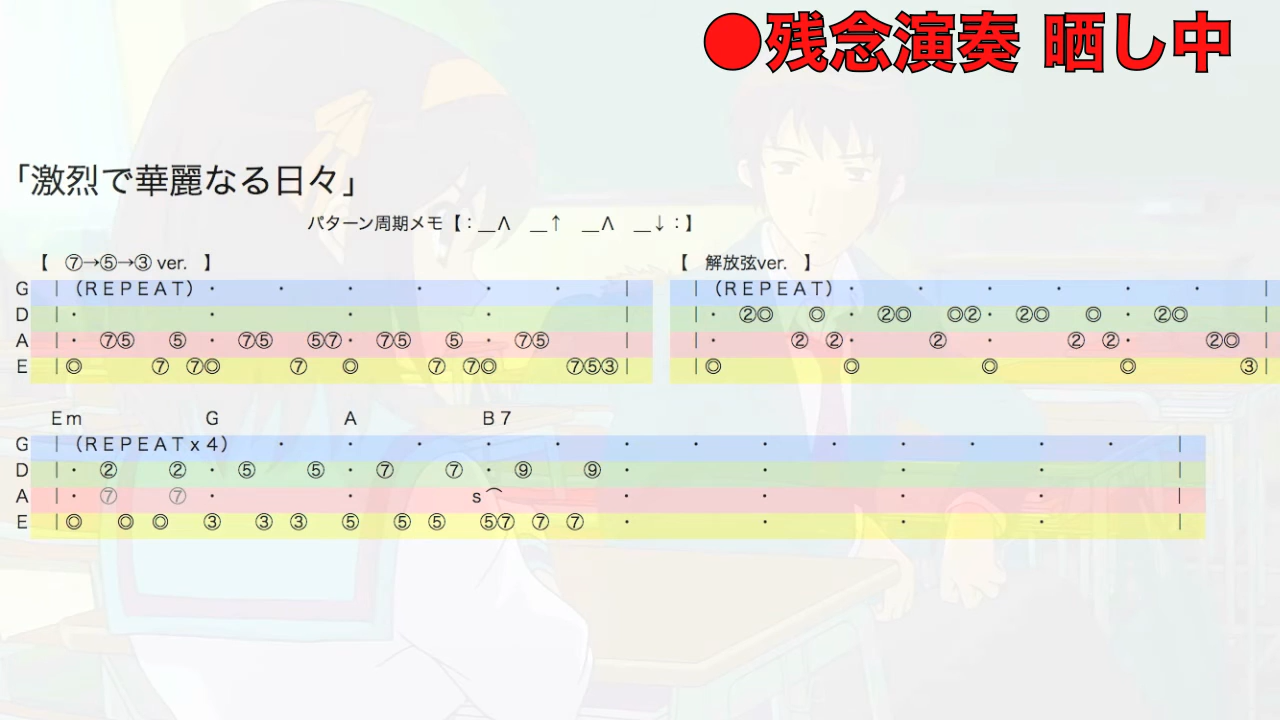 ●残念演奏 晒し中
「激烈で華麗なる日々」
パターン周期メモ【：＿Λ　＿↑　＿Λ　＿↓：】
【　⑦→⑤→③ ver.　】
G ｜（ＲＥＰＥＡＴ）・　・　・　・　・　・　｜
D ｜・　・　・　・　｜
A ｜・　⑦⑤　⑤　・　⑦⑤　⑤⑦・　⑦⑤　⑤　・　⑦⑤　｜
E ｜◎　⑦　⑦◎　⑦　◎　⑦　⑦◎　⑦⑤③｜
【　解放弦ver.　】
｜（ＲＥＰＥＡＴ）・　・　・　・　・　・　｜
｜・　②◎　◎　・　②◎　◎②・　②◎　◎　・　②◎　｜
｜・　②　②・　②　・　②　②・　②◎　｜
｜◎　◎　◎　◎　③｜
Ｅｍ　Ｇ　Ａ　Ｂ７
G ｜（ＲＥＰＥＡＴｘ４）　・　・　・　・　・　・　・　・　・　・　・　・　・　｜
D ｜・　②　②　・　⑤　⑤　・　⑦　⑦　・　⑨　⑨　・　・　・　・　｜
A ｜・　⑦　⑦　・　・　ｓ⌒　・　・　・　・　｜
E ｜◎　◎　◎　③　③　③　⑤　⑤　⑤　⑤⑦　⑦　⑦　・　・　・　・　｜